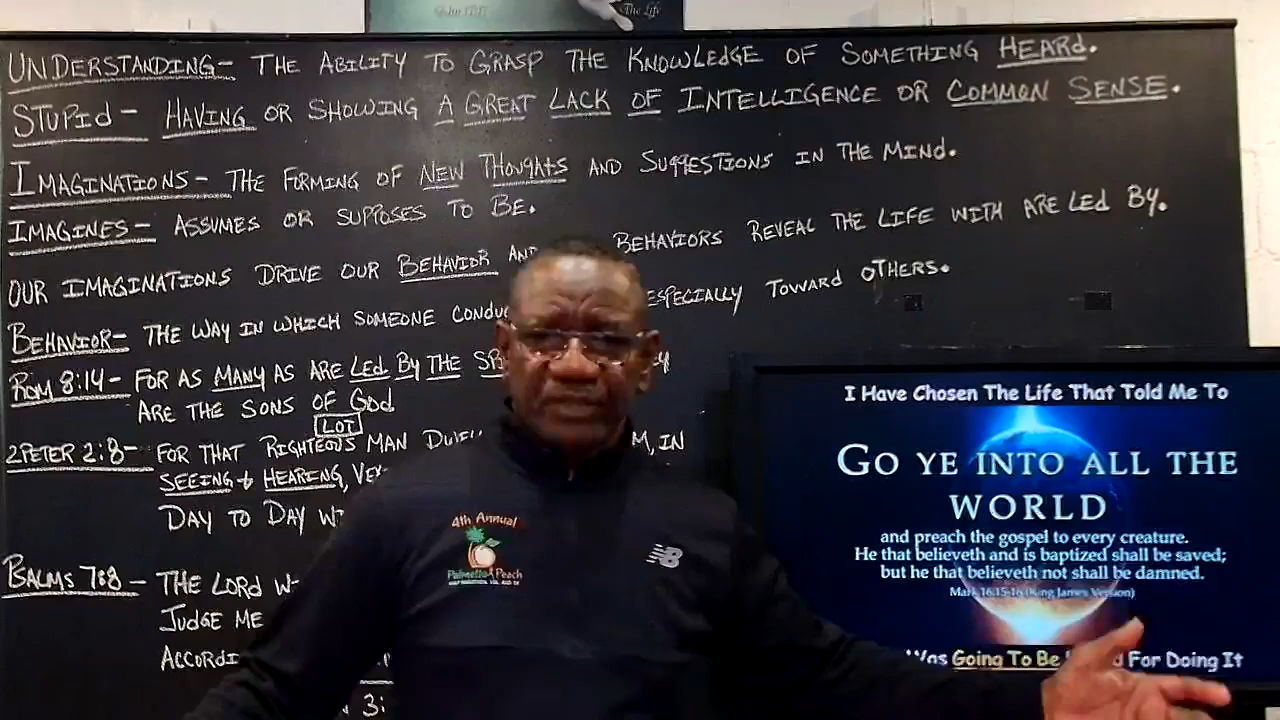 @Jn 17:17 The Life
UNDERSTANDING- THE ABILITY TO GRASP THE KNOWLEDGE OF SOMETHING HEARd.
STUPId- HAVING OR SHOWING A GREAT LACK OF INTELLIGENCE OR COMMON SENSE.
IMAGINATIONS- THE FORMING OF NEW THOUGHTS AND SUGGESTIONS IN THE MINd.
IMAGINES- ASSUMES OR SUPPOSES TO BE.
OUR IMAGINATIONS DRIVE OUR BEHAVIOR AND BEHAVIORS REVEAL THE LIFE WITH ARE LEd BY.
BEHAVIOR- THE WAY IN WHICH SOMEONE ESPECIALLY TOWARd OTHERS.
ROM 8:14- FOR AS MANY AS ARE LEd BY THE
ARE THE SONS OF God
LOT
2PETER 2:8- FOR THAT RIGHTEOUS MAN IN
SEEING + HEARING,
DAY TO DAY
PSALMS 7:8- THE LORd
JUdGE ME
3:
4th Annual
Palmetto Peach
NB
I Have Chosen The Life That Told Me To
GO YE INTO ALL THE
WORLD
and preach the gospel to every creature.
He that believeth and is baptized shall be saved;
but he that believeth not shall be damned.
Mark 16:15-16 (King James Version)
Was Going To Be For Doing It